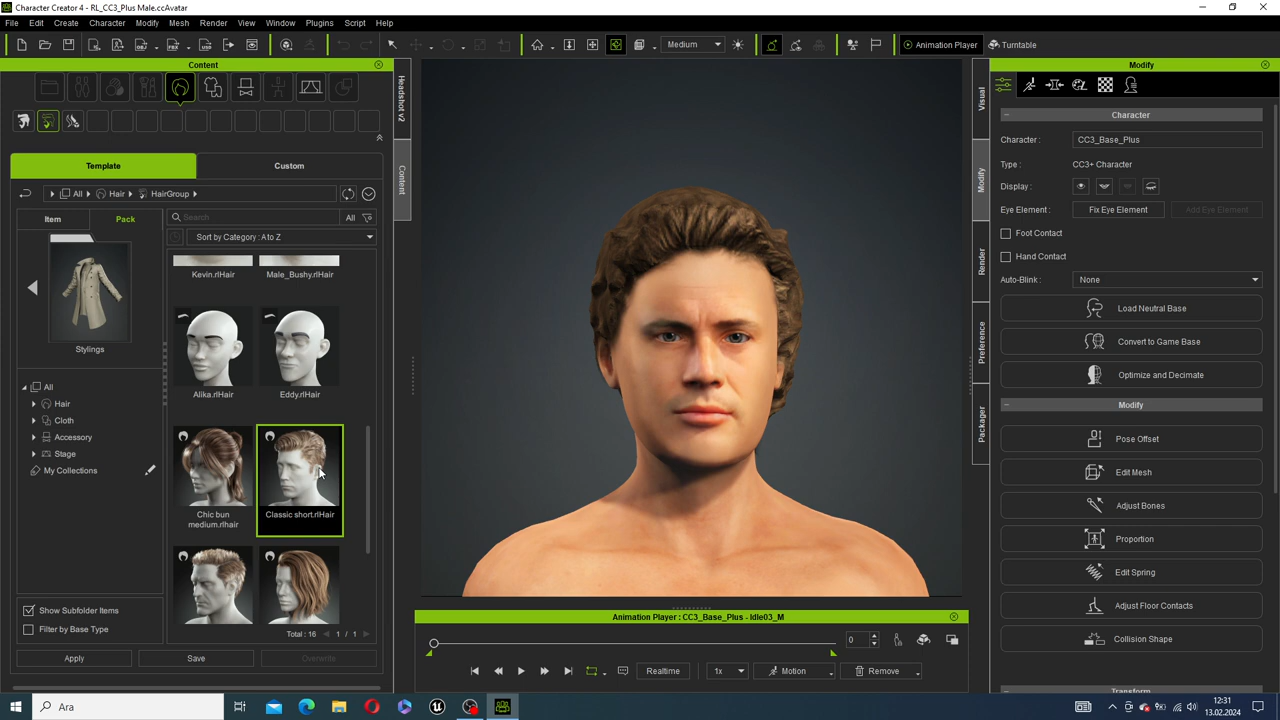 Character Creator 4 - RL_CC3_Plus Male.ccAvatar
File Edit Create Character Modify Mesh Render View Window Plugins Script Help
Medium
Animation Player
Turntable
Content
Headshot v2
Content
Template
Custom
All
Hair
HairGroup
Item
Pack
Search
All
Sort by Category : A to Z
Stylings
All
Hair
Cloth
Accessory
Stage
My Collections
Kevin.rlHair
Male_Bushy.rlHair
Alika.rlHair
Eddy.rlHair
Chic bun
medium.rlhair
Classic short.rlHair
Show Subfolder Items
Filter by Base Type
Total : 16
1 / 1
Apply
Save
Overwrite
Animation Player : CC3_Base_Plus - Idle03_M
0
Realtime
1x
Motion
Remove
Visual
Modify
Render
Preference
Packager
Modify
Character
Character :
CC3_Base_Plus
Type :
CC3+ Character
Display :
Eye Element :
Fix Eye Element
Add Eye Element
Foot Contact
Hand Contact
Auto-Blink :
None
Load Neutral Base
Convert to Game Base
Optimize and Decimate
Modify
Pose Offset
Edit Mesh
Adjust Bones
Proportion
Edit Spring
Adjust Floor Contacts
Collision Shape
Transform
Ara
12:31
13.02.2024